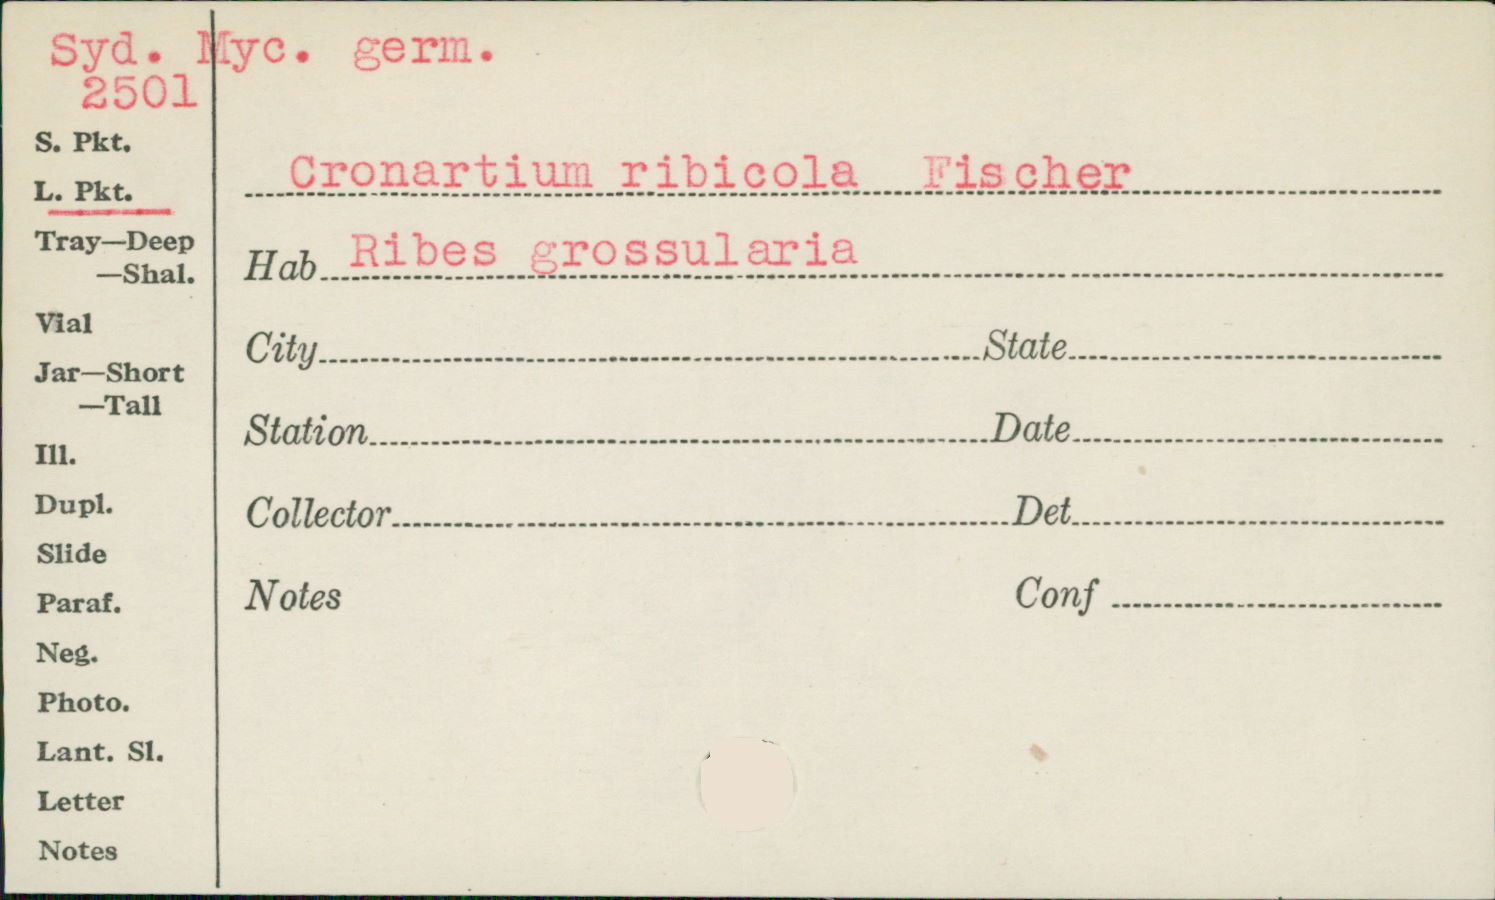 Syd. Myc. germ.
2501
S. Pkt.
L. Pkt.
Tray—Deep
—Shal.
Vial
Jar—Short
—Tall
Ill.
Dupl.
Slide
Paraf.
Neg.
Photo.
Lant. Sl.
Letter
Notes
Cronartium ribicola Fischer
Hab Ribes grossularia
City State
Station Date
Collector Det
Notes Conf